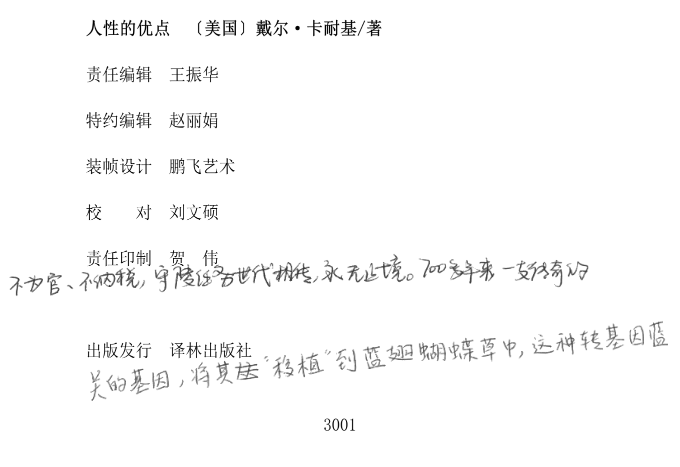 人性的优点 〔美国〕戴尔·卡耐基/著
责任编辑 王振华
特约编辑 赵丽娟
装帧设计 鹏飞艺术
校 对 刘文硕
责任印制 贺 伟
不为官、不纳税,守陵任务世代相传,永无止境。700多年来一支传奇的
出版发行 译林出版社
关的基因,将其“移植”到蓝翅蝴蝶草中,这种转基因蓝
3001